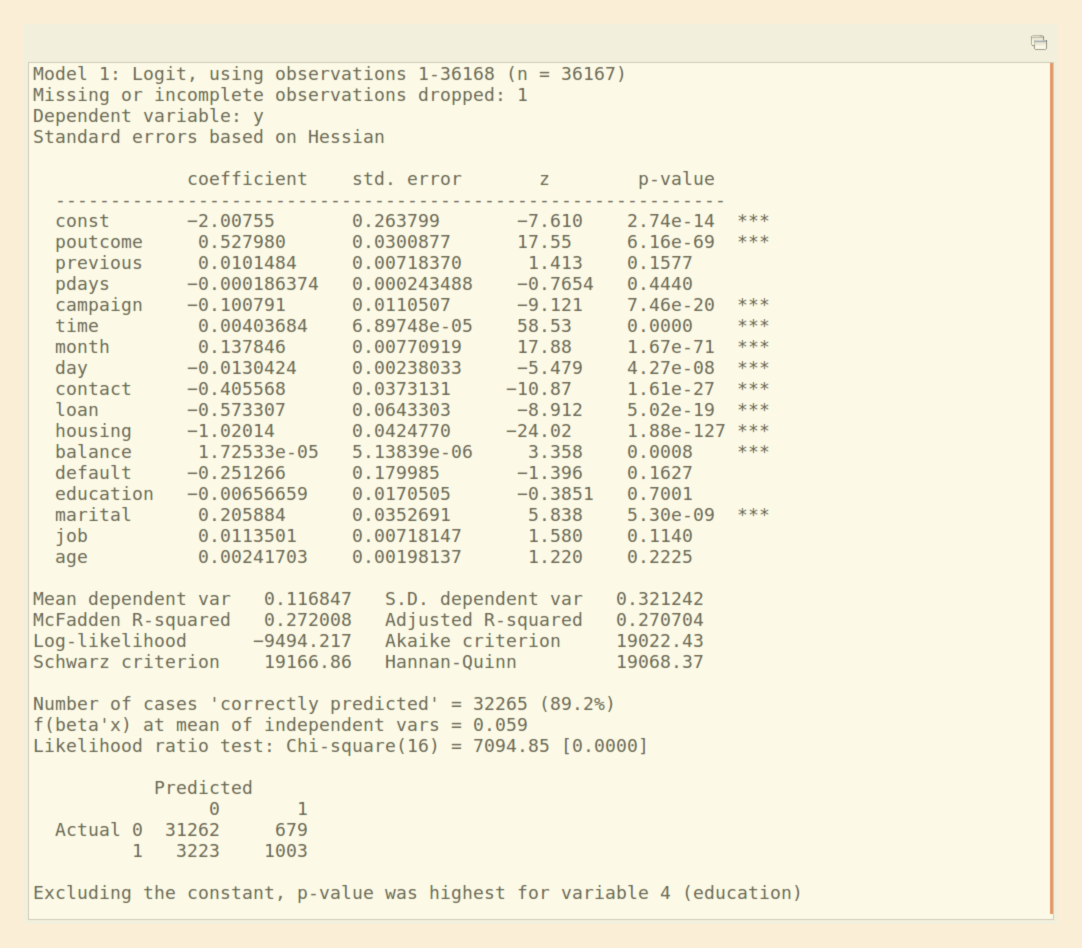 Model 1: Logit, using observations 1-36168 (n = 36167)
Missing or incomplete observations dropped: 1
Dependent variable: y
Standard errors based on Hessian
coefficient std. error z p-value
---------------------------------------------------------------
const −2.00755 0.263799 −7.610 2.74e-14 ***
poutcome 0.527980 0.0300877 17.55 6.16e-69 ***
previous 0.0101484 0.00718370 1.413 0.1577
pdays −0.000186374 0.000243488 −0.7654 0.4440
campaign −0.100791 0.0110507 −9.121 7.46e-20 ***
time 0.00403684 6.89748e-05 58.53 0.0000 ***
month 0.137846 0.00770919 17.88 1.67e-71 ***
day −0.0130424 0.00238033 −5.479 4.27e-08 ***
contact −0.405568 0.0373131 −10.87 1.61e-27 ***
loan −0.573307 0.0643303 −8.912 5.02e-19 ***
housing −1.02014 0.0424770 −24.02 1.88e-127 ***
balance 1.72533e-05 5.13839e-06 3.358 0.0008 ***
default −0.251266 0.179985 −1.396 0.1627
education −0.00656659 0.0170505 −0.3851 0.7001
marital 0.205884 0.0352691 5.838 5.30e-09 ***
job 0.0113501 0.00718147 1.580 0.1140
age 0.00241703 0.00198137 1.220 0.2225
Mean dependent var 0.116847 S.D. dependent var 0.321242
McFadden R-squared 0.272008 Adjusted R-squared 0.270704
Log-likelihood −9494.217 Akaike criterion 19022.43
Schwarz criterion 19166.86 Hannan-Quinn 19068.37
Number of cases 'correctly predicted' = 32265 (89.2%)
f(beta'x) at mean of independent vars = 0.059
Likelihood ratio test: Chi-square(16) = 7094.85 [0.0000]
Predicted
0 1
Actual 0 31262 679
1 3223 1003
Excluding the constant, p-value was highest for variable 4 (education)